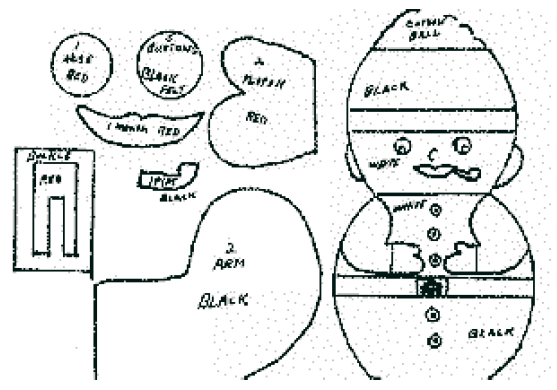 1
NOSE
RED
5
BUTTONS
BLACK
FELT
2
MITTEN
RED
1 MOUTH RED
BUCKLE
RED
1 PIPE
BLACK
2
ARM
BLACK
COTTON
BALL
BLACK
WHITE
WHITE
BLACK